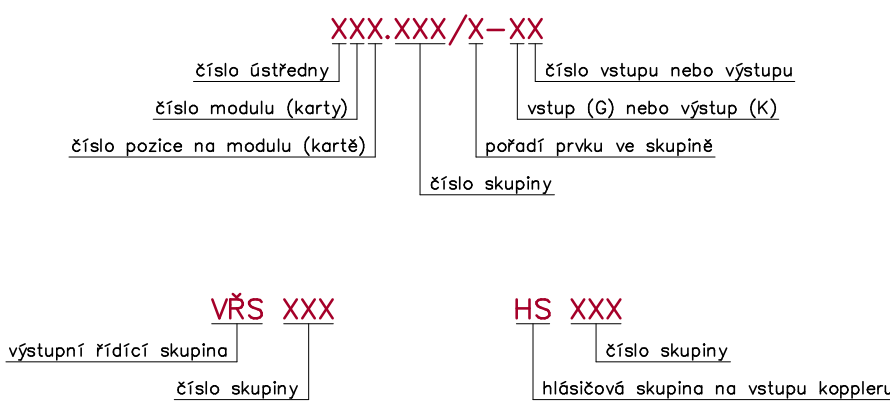 XXX.XXX/X-XX
číslo ústředny
číslo vstupu nebo výstupu
číslo modulu (karty)
vstup (G) nebo výstup (K)
číslo pozice na modulu (kartě)
pořadí prvku ve skupině
číslo skupiny
VŘS XXX
HS XXX
výstupní řídící skupina
číslo skupiny
číslo skupiny
hlásičová skupina na vstupu koppleru